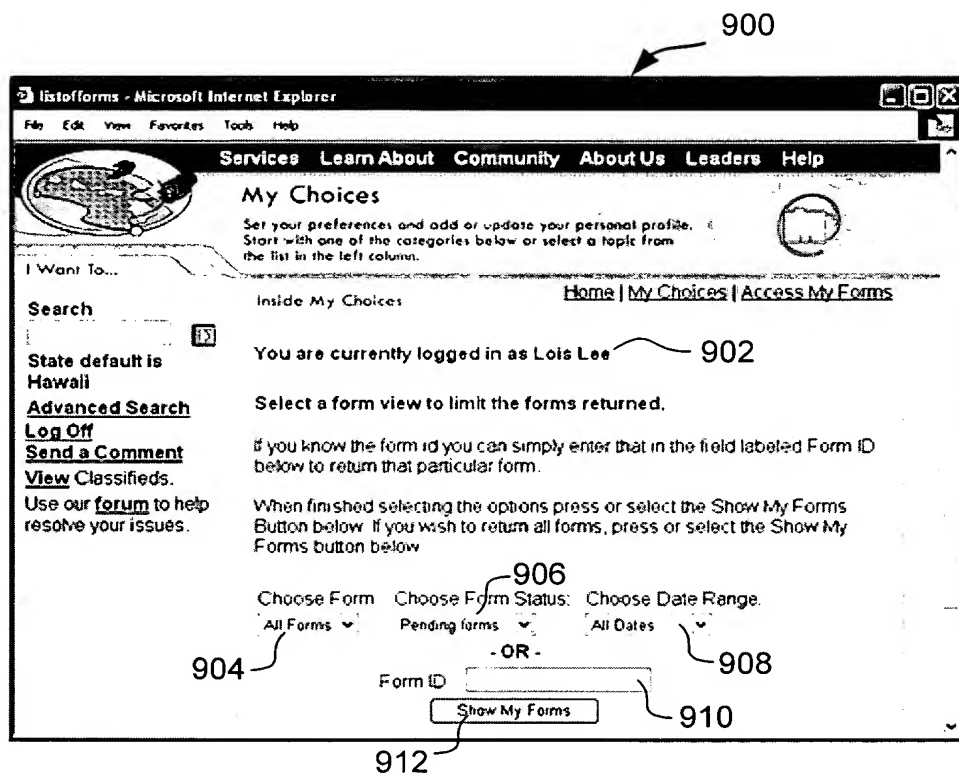 900
listofforms - Microsoft Internet Explorer
File Edit View Favorites Tools Help
Services Learn About Community About Us Leaders Help
My Choices
Set your preferences and add or update your personal profile.
Start with one of the categories below or select a topic from
the list in the left column.
I Want To...
Inside My Choices
Home | My Choices | Access My Forms
Search
State default is
Hawaii
Advanced Search
Log Off
Send a Comment
View Classifieds.
Use our forum to help
resolve your issues.
You are currently logged in as Lois Lee
902
Select a form view to limit the forms returned.
If you know the form id you can simply enter that in the field labeled Form ID
below to return that particular form.
When finished selecting the options press or select the Show My Forms
Button below. If you wish to return all forms, press or select the Show My
Forms button below
906
Choose Form Choose Form Status: Choose Date Range.
All Forms Pending forms All Dates
904
- OR -
908
Form ID
Show My Forms
910
912